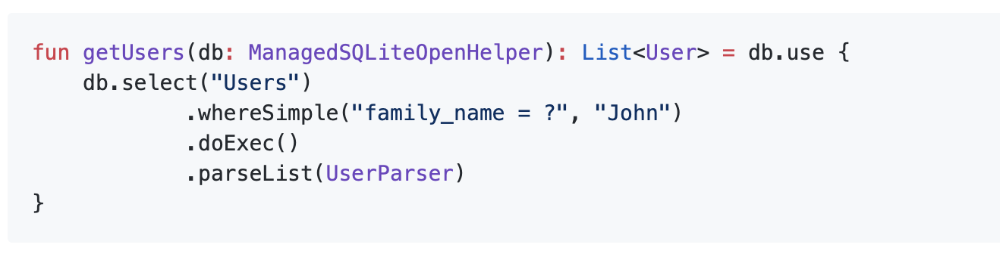 fun getUsers(db: ManagedSQLiteOpenHelper): List<User> = db.use {
    db.select("Users")
            .whereSimple("family_name = ?", "John")
            .doExec()
            .parseList(UserParser)
}